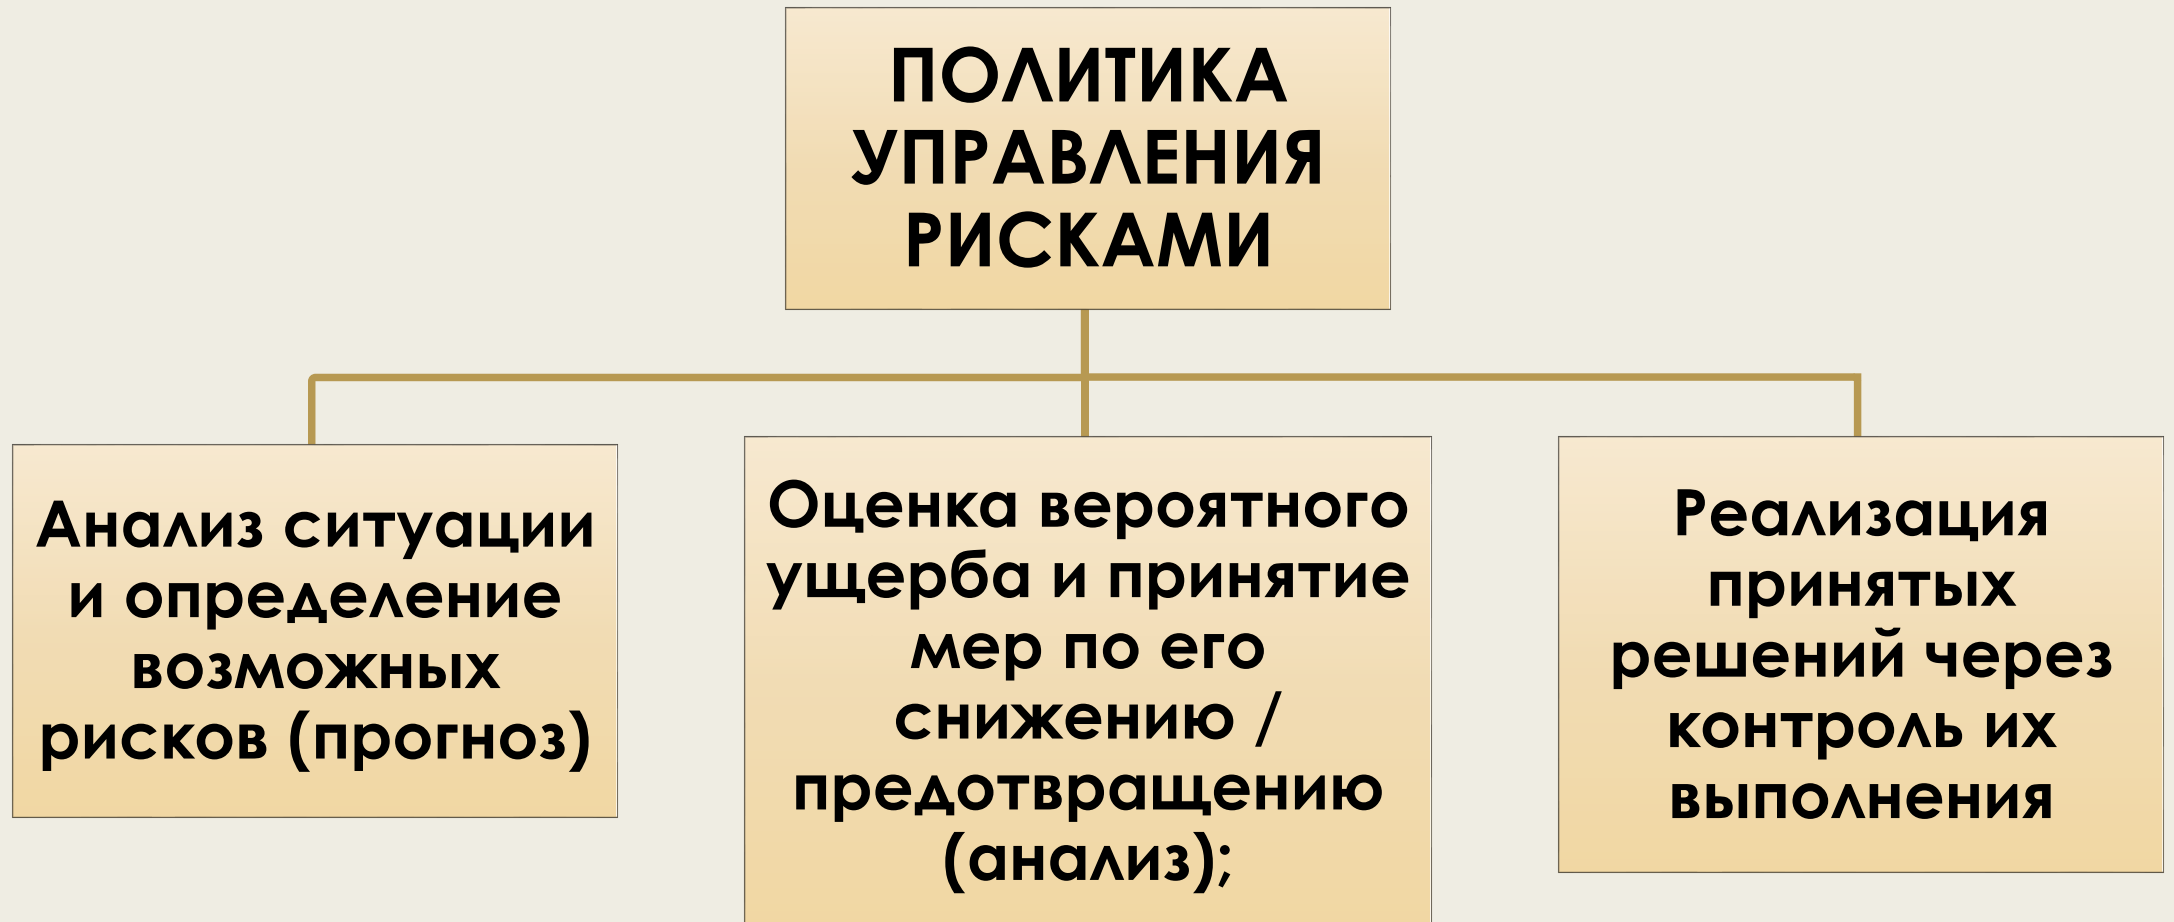 ПОЛИТИКА
УПРАВЛЕНИЯ
РИСКАМИ
Анализ ситуации
и определение
возможных
рисков (прогноз)
Оценка вероятного
ущерба и принятие
мер по его
снижению /
предотвращению
(анализ);
Реализация
принятых
решений через
контроль их
выполнения